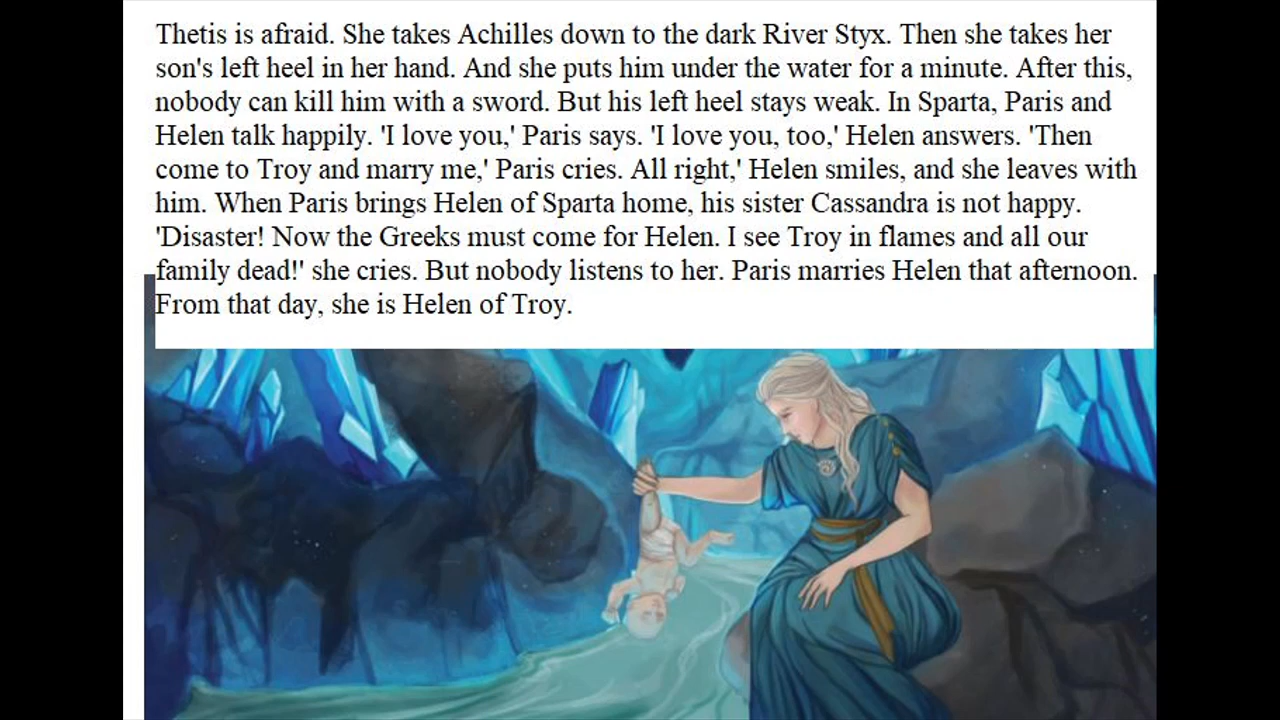 Thetis is afraid. She takes Achilles down to the dark River Styx. Then she takes her
son's left heel in her hand. And she puts him under the water for a minute. After this,
nobody can kill him with a sword. But his left heel stays weak. In Sparta, Paris and
Helen talk happily. 'I love you,' Paris says. 'I love you, too,' Helen answers. 'Then
come to Troy and marry me,' Paris cries. All right,' Helen smiles, and she leaves with
him. When Paris brings Helen of Sparta home, his sister Cassandra is not happy.
'Disaster! Now the Greeks must come for Helen. I see Troy in flames and all our
family dead!' she cries. But nobody listens to her. Paris marries Helen that afternoon.
From that day, she is Helen of Troy.